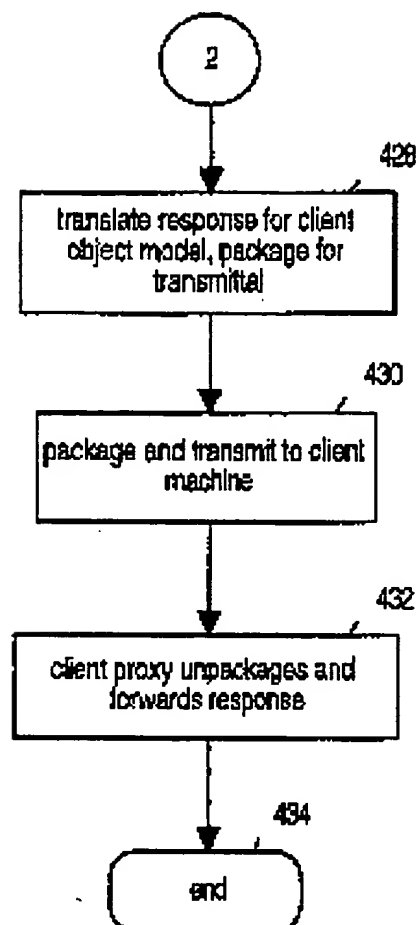 2
428
translate response for client
object model, package for
transmittal
430
package and transmit to client
machine
432
client proxy unpackages and
forwards response
434
end